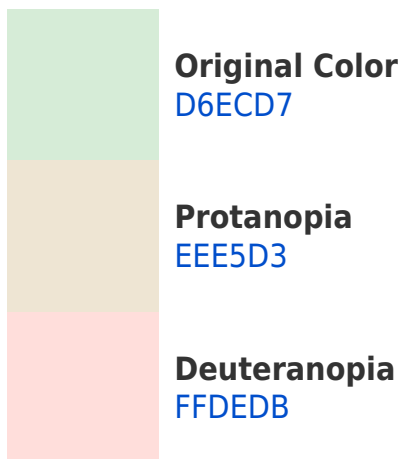 Original Color
D6ECD7
Protanopia
EEE5D3
Deuteranopia
FFDEDB